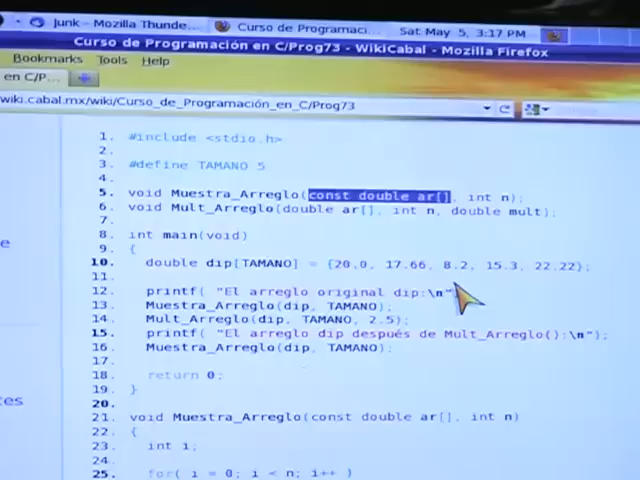 Junk - Mozilla Thunde...
Curso de Programaci...
Sat May 5, 3:17 PM
Curso de Programación en C/Prog73 - WikiCabal - Mozilla Firefox
Bookmarks Tools Help
en C/P...
wiki.cabal.mx/wiki/Curso_de_Programación_en_C/Prog73
1. #include <stdio.h>
2.
3. #define TAMANO 5
4.
5. void Muestra_Arreglo(const double ar[], int n);
6. void Mult_Arreglo(double ar[], int n, double mult);
7.
8. int main(void)
9. {
10. double dip[TAMANO] = {20.0, 17.66, 8.2, 15.3, 22.22};
11.
12. printf( "El arreglo original dip:\n"
13. Muestra_Arreglo(dip, TAMANO);
14. Mult_Arreglo(dip, TAMANO, 2.5);
15. printf( "El arreglo dip después de Mult_Arreglo():\n");
16. Muestra_Arreglo(dip, TAMANO);
17.
18. return 0;
19. }
20.
21. void Muestra_Arreglo(const double ar[], int n)
22. {
23. int i;
24.
25. for( i = 0; i < n; i++ )